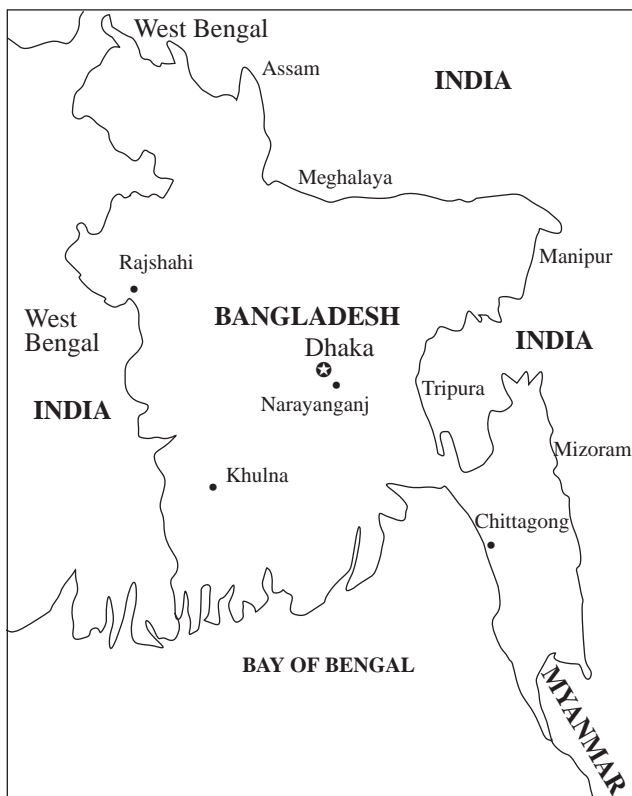 West Bengal
Assam
INDIA
Meghalaya
Manipur
Rajshahi
West
Bengal
BANGLADESH
Dhaka
INDIA
Tripura
Narayanganj
INDIA
Mizoram
Khulna
Chittagong
BAY OF BENGAL
MYANMAR